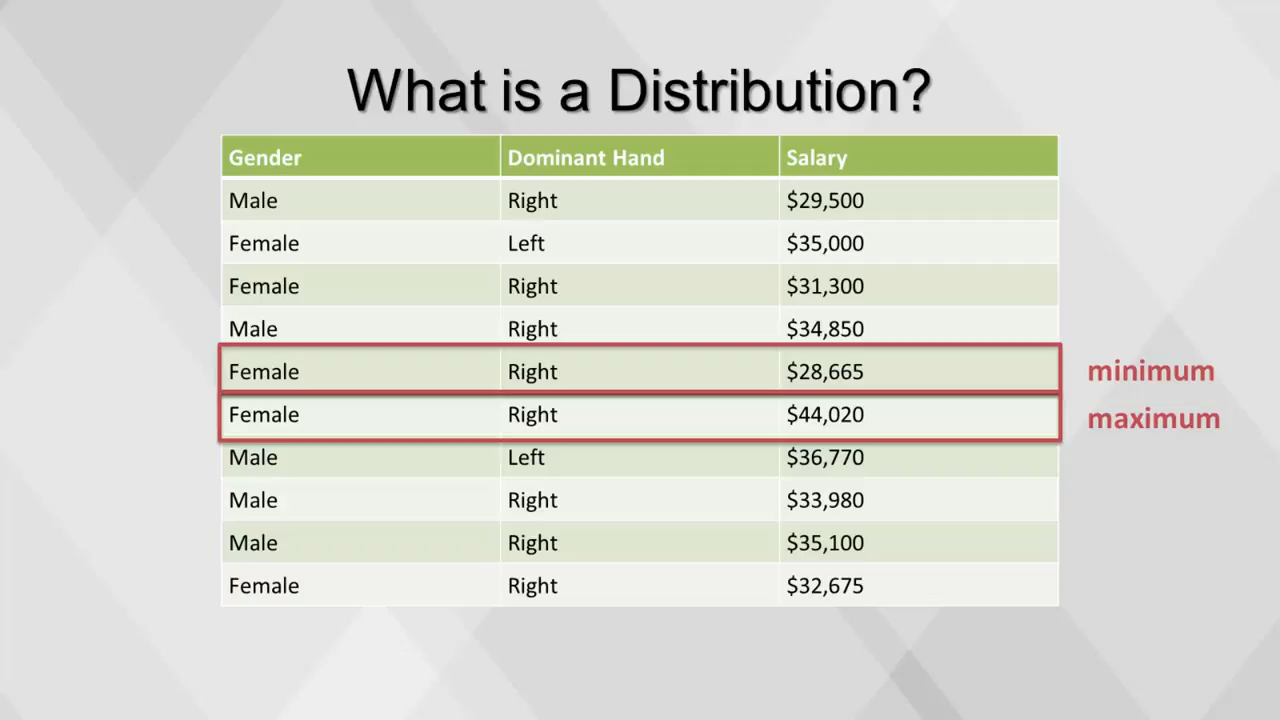 What is a Distribution?
Gender Dominant Hand Salary
Male Right $29,500
Female Left $35,000
Female Right $31,300
Male Right $34,850
Female Right $28,665 minimum
Female Right $44,020 maximum
Male Left $36,770
Male Right $33,980
Male Right $35,100
Female Right $32,675